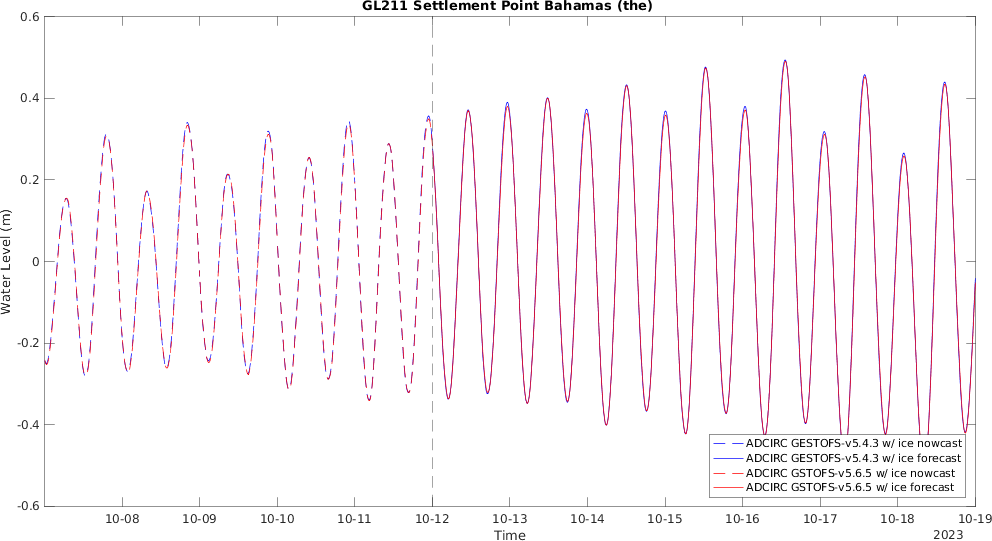 GL211 Settlement Point Bahamas (the)
0.6
0.4
0.2
0
-0.2
-0.4
-0.6
Water Level (m)
ADCIRC GESTOFS-v5.4.3 w/ ice nowcast
ADCIRC GESTOFS-v5.4.3 w/ ice forecast
ADCIRC GSTOFS-v5.6.5 w/ ice nowcast
ADCIRC GSTOFS-v5.6.5 w/ ice forecast
10-08 10-09 10-10 10-11 10-12 10-13 10-14 10-15 10-16 10-17 10-18 10-19
Time
2023